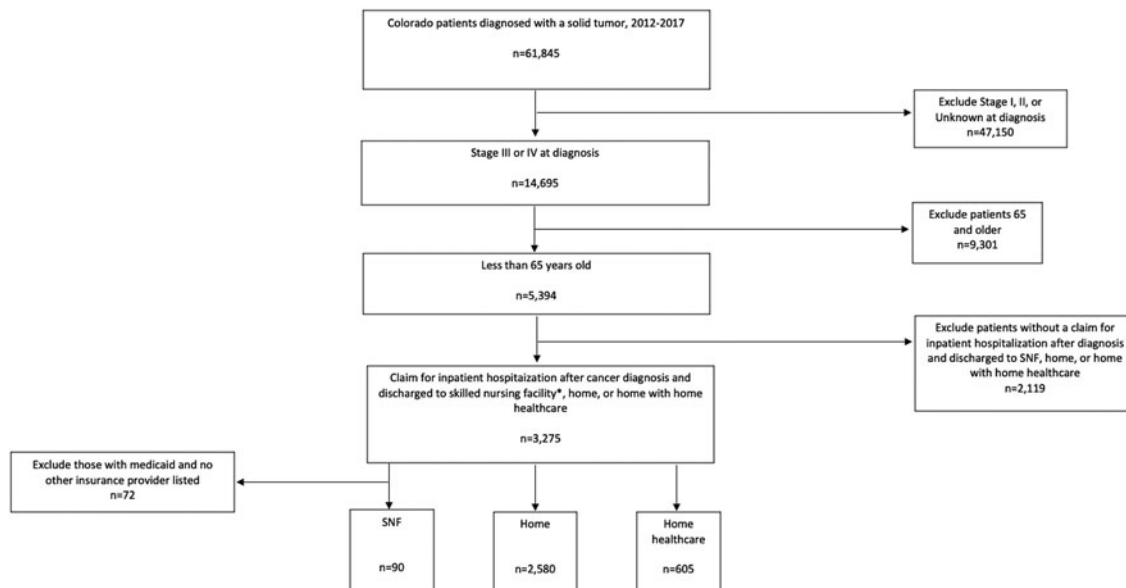 Colorado patients diagnosed with a solid tumor, 2012-2017
n=61,845
Exclude Stage I, II, or
Unknown at diagnosis
n=47,150
Stage III or IV at diagnosis
n=14,695
Exclude patients 65
and older
n=9,301
Less than 65 years old
n=5,394
Exclude patients without a claim for
inpatient hospitalization after diagnosis
and discharged to SNF, home, or home
with home healthcare
n=2,119
Claim for inpatient hospitaization after cancer diagnosis and
discharged to skilled nursing facility*, home, or home with home
healthcare
n=3,275
Exclude those with medicaid and no
other insurance provider listed
n=72
SNF
n=90
Home
n=2,580
Home
healthcare
n=605